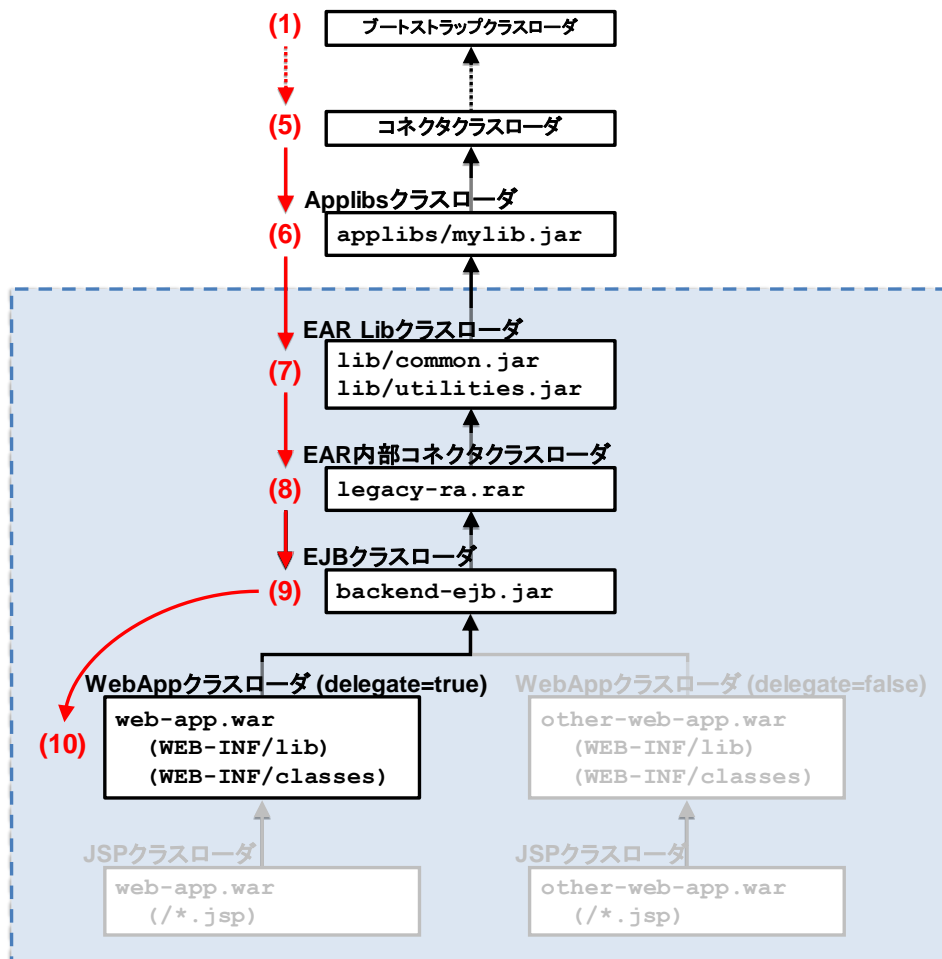 (1)
ブートストラップクラスローダ
(5)
コネクタクラスローダ
Applibsクラスローダ
(6)
applibs/mylib.jar
EAR Libクラスローダ
(7)
lib/common.jar
lib/utilities.jar
EAR内部コネクタクラスローダ
(8)
legacy-ra.rar
EJBクラスローダ
(9)
backend-ejb.jar
WebAppクラスローダ (delegate=true)
(10)
web-app.war
(WEB-INF/lib)
(WEB-INF/classes)
WebAppクラスローダ (delegate=false)
other-web-app.war
(WEB-INF/lib)
(WEB-INF/classes)
JSPクラスローダ
web-app.war
(/*.jsp)
JSPクラスローダ
other-web-app.war
(/*.jsp)